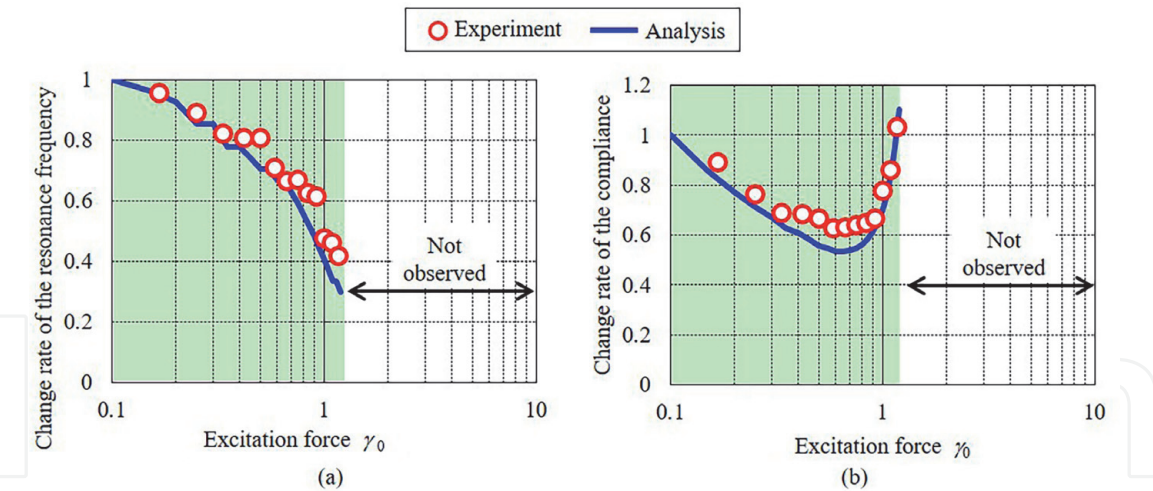 Experiment Analysis
Change rate of the resonance frequency
1
0.8
0.6
0.4
0.2
0
0.1
1
10
Not
observed
Excitation force γ₀
(a)
Change rate of the compliance
1.2
1
0.8
0.6
0.4
0.2
0
0.1
1
10
Not
observed
Excitation force γ₀
(b)